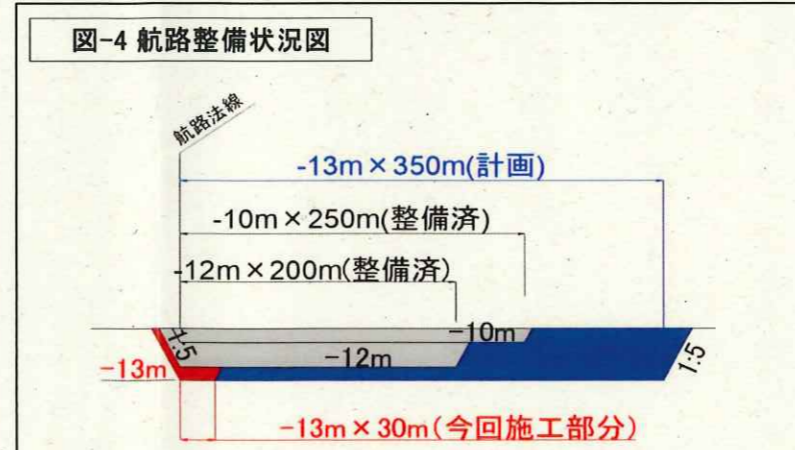 図-4 航路整備状況図
航路法線
-13m×350m(計画)
-10m×250m(整備済)
-12m×200m(整備済)
-10m
1:5
-12m
1:5
-13m
-13m×30m(今回施工部分)